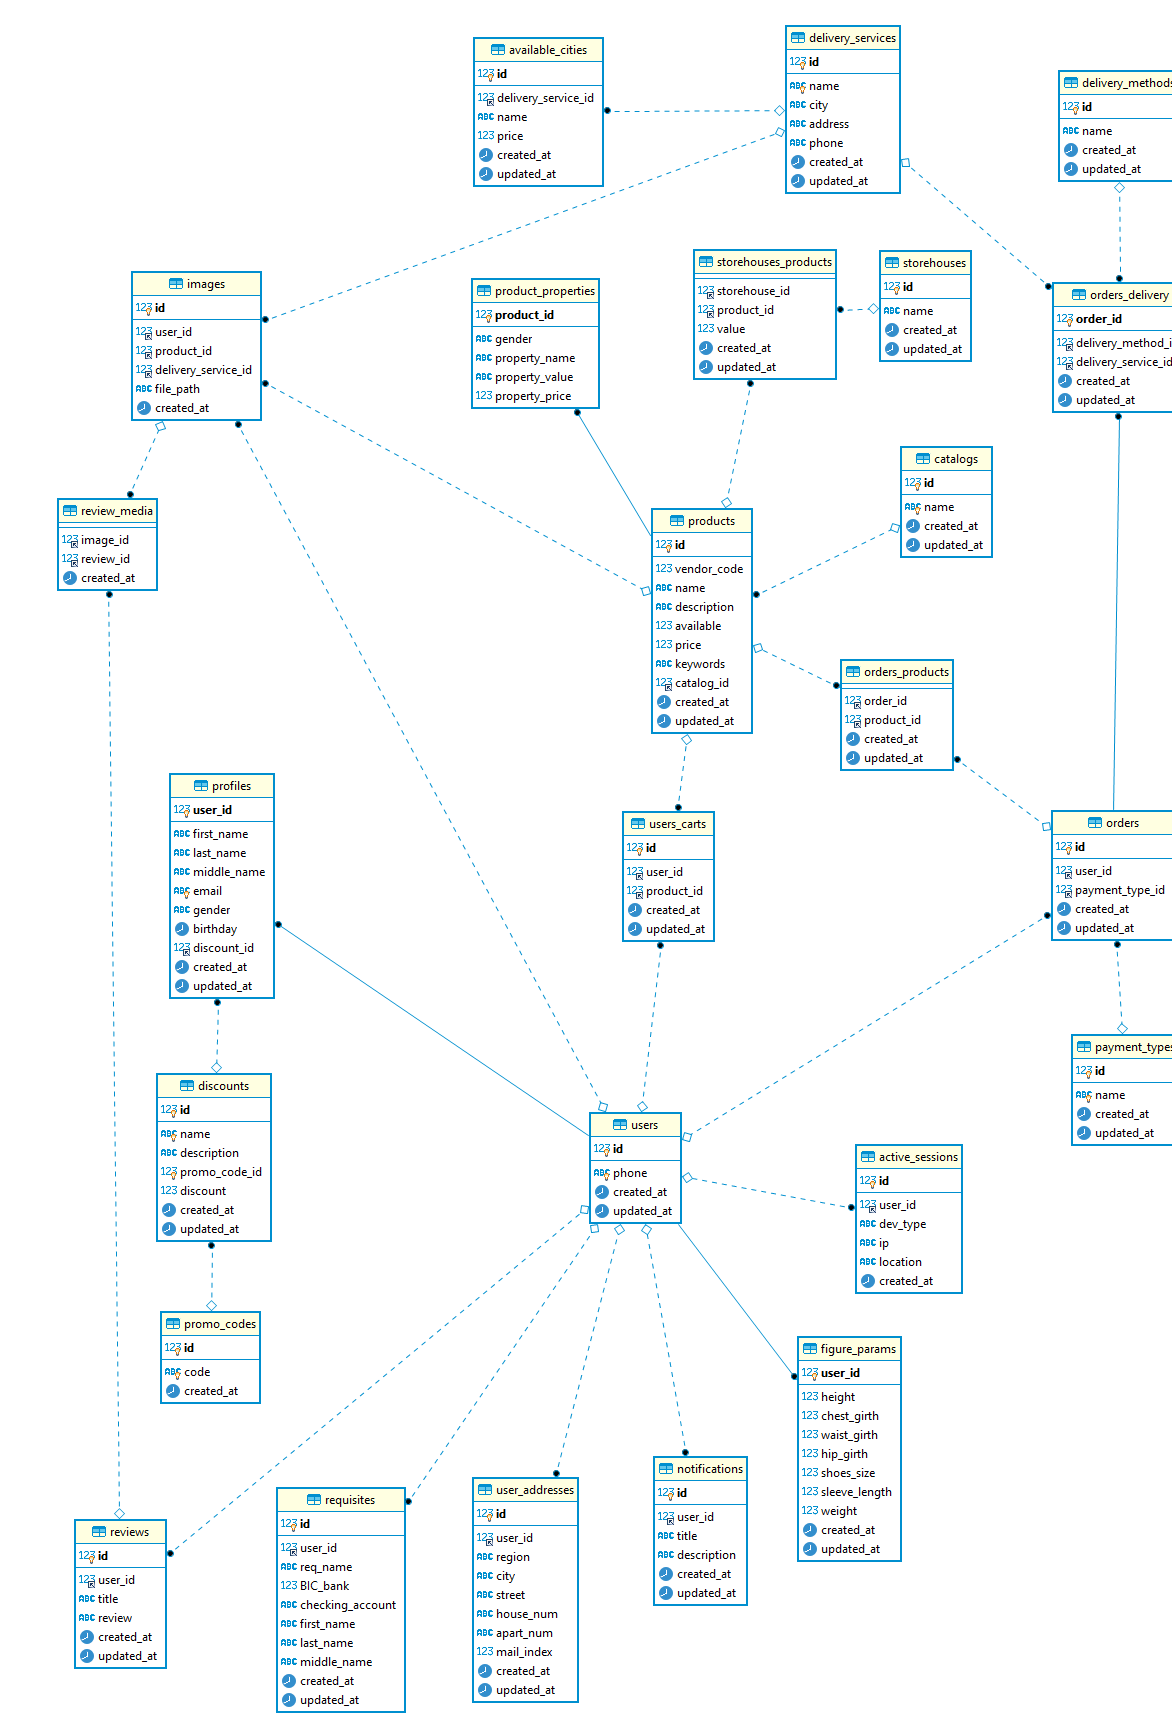 available_cities
id
delivery_service_id
name
price
created_at
updated_at
delivery_services
id
name
city
address
phone
created_at
updated_at
delivery_methods
id
name
created_at
updated_at
images
id
user_id
product_id
delivery_service_id
file_path
created_at
product_properties
product_id
gender
property_name
property_value
property_price
storehouses_products
storehouse_id
product_id
value
created_at
updated_at
storehouses
id
name
created_at
updated_at
orders_delivery
order_id
delivery_method_i
delivery_service_id
created_at
updated_at
review_media
image_id
review_id
created_at
products
id
vendor_code
name
description
available
price
keywords
catalog_id
created_at
updated_at
catalogs
id
name
created_at
updated_at
orders_products
order_id
product_id
created_at
updated_at
profiles
user_id
first_name
last_name
middle_name
email
gender
birthday
discount_id
created_at
updated_at
users_carts
id
user_id
product_id
created_at
updated_at
orders
id
user_id
payment_type_id
created_at
updated_at
discounts
id
name
description
promo_code_id
discount
created_at
updated_at
users
id
phone
created_at
updated_at
payment_types
id
name
created_at
updated_at
active_sessions
id
user_id
dev_type
ip
location
created_at
promo_codes
id
code
created_at
figure_params
user_id
height
chest_girth
waist_girth
hip_girth
shoes_size
sleeve_length
weight
created_at
updated_at
reviews
id
user_id
title
review
created_at
updated_at
requisites
id
user_id
req_name
BIC_bank
checking_account
first_name
last_name
middle_name
created_at
updated_at
user_addresses
id
user_id
region
city
street
house_num
apart_num
mail_index
created_at
updated_at
notifications
id
user_id
title
description
created_at
updated_at